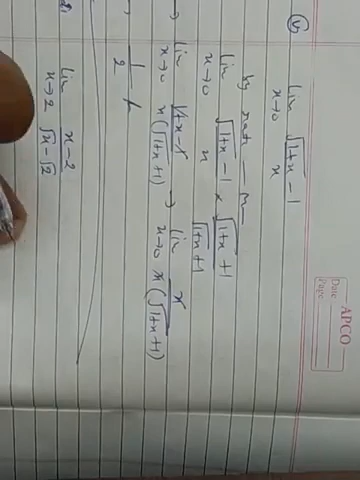 APCO
Date
Page
(v) lim x→0 √1+x - 1 / x
by rat - m
lim x→0 √1+x - 1 / x × √1+x + 1 / √1+x + 1
→ lim x→0 1+x-1 / x(√1+x +1) → lim x→0 x / x(√1+x +1)
1/2
lim x→2 x-2 / √x - √2